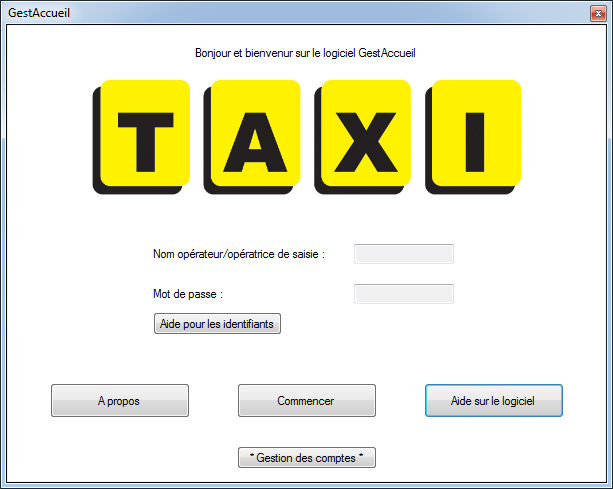 GestAccueil
Bonjour et bienvenur sur le logiciel GestAccueil
TAXI
Nom opérateur/opératrice de saisie :
Mot de passe :
Aide pour les identifiants
A propos
Commencer
Aide sur le logiciel
* Gestion des comptes *